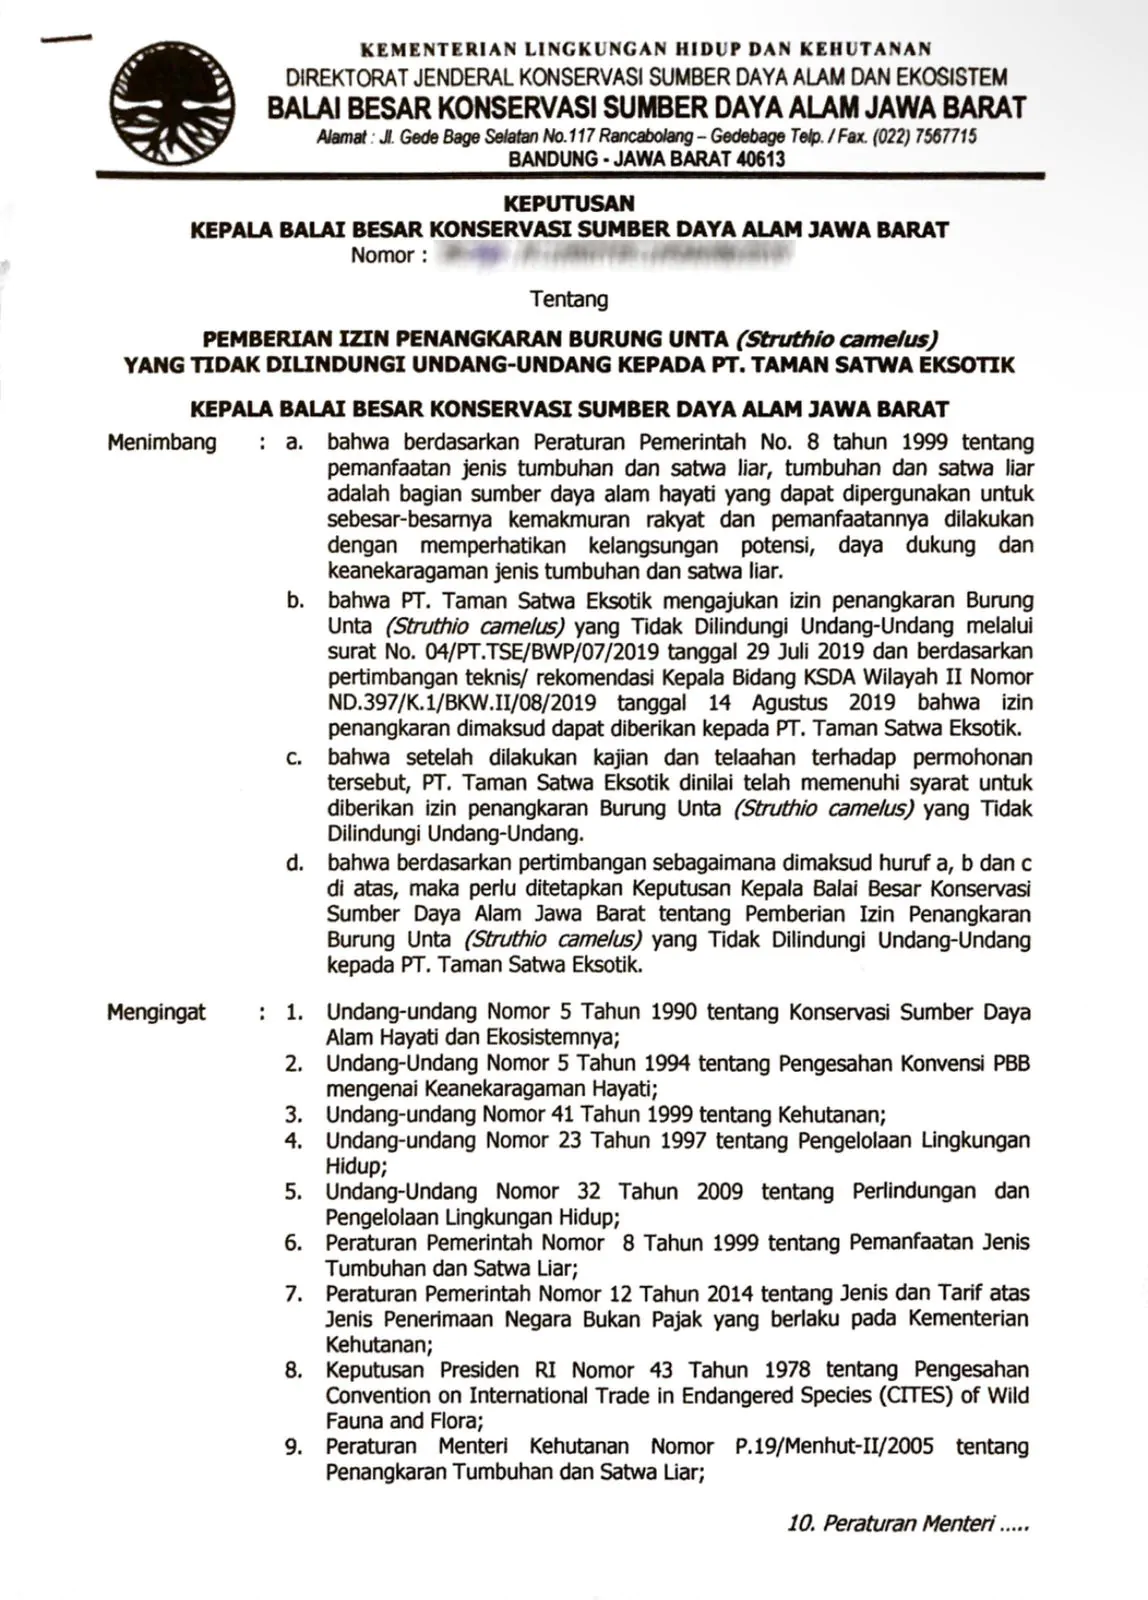 KEMENTERIAN LINGKUNGAN HIDUP DAN KEHUTANAN
DIREKTORAT JENDERAL KONSERVASI SUMBER DAYA ALAM DAN EKOSISTEM
BALAI BESAR KONSERVASI SUMBER DAYA ALAM JAWA BARAT
Alamat : Jl. Gede Bage Selatan No.117 Rancabolang – Gedebage Telp. / Fax. (022) 7567715
BANDUNG - JAWA BARAT 40613
KEPUTUSAN
KEPALA BALAI BESAR KONSERVASI SUMBER DAYA ALAM JAWA BARAT
Nomor :
Tentang
PEMBERIAN IZIN PENANGKARAN BURUNG UNTA (Struthio camelus)
YANG TIDAK DILINDUNGI UNDANG-UNDANG KEPADA PT. TAMAN SATWA EKSOTIK
KEPALA BALAI BESAR KONSERVASI SUMBER DAYA ALAM JAWA BARAT
Menimbang : a. bahwa berdasarkan Peraturan Pemerintah No. 8 tahun 1999 tentang
pemanfaatan jenis tumbuhan dan satwa liar, tumbuhan dan satwa liar
adalah bagian sumber daya alam hayati yang dapat dipergunakan untuk
sebesar-besarnya kemakmuran rakyat dan pemanfaatannya dilakukan
dengan memperhatikan kelangsungan potensi, daya dukung dan
keanekaragaman jenis tumbuhan dan satwa liar.
b. bahwa PT. Taman Satwa Eksotik mengajukan izin penangkaran Burung
Unta (Struthio camelus) yang Tidak Dilindungi Undang-Undang melalui
surat No. 04/PT.TSE/BWP/07/2019 tanggal 29 Juli 2019 dan berdasarkan
pertimbangan teknis/ rekomendasi Kepala Bidang KSDA Wilayah II Nomor
ND.397/K.1/BKW.II/08/2019 tanggal 14 Agustus 2019 bahwa izin
penangkaran dimaksud dapat diberikan kepada PT. Taman Satwa Eksotik.
c. bahwa setelah dilakukan kajian dan telaahan terhadap permohonan
tersebut, PT. Taman Satwa Eksotik dinilai telah memenuhi syarat untuk
diberikan izin penangkaran Burung Unta (Struthio camelus) yang Tidak
Dilindungi Undang-Undang.
d. bahwa berdasarkan pertimbangan sebagaimana dimaksud huruf a, b dan c
di atas, maka perlu ditetapkan Keputusan Kepala Balai Besar Konservasi
Sumber Daya Alam Jawa Barat tentang Pemberian Izin Penangkaran
Burung Unta (Struthio camelus) yang Tidak Dilindungi Undang-Undang
kepada PT. Taman Satwa Eksotik.
Mengingat : 1. Undang-undang Nomor 5 Tahun 1990 tentang Konservasi Sumber Daya
Alam Hayati dan Ekosistemnya;
2. Undang-Undang Nomor 5 Tahun 1994 tentang Pengesahan Konvensi PBB
mengenai Keanekaragaman Hayati;
3. Undang-undang Nomor 41 Tahun 1999 tentang Kehutanan;
4. Undang-undang Nomor 23 Tahun 1997 tentang Pengelolaan Lingkungan
Hidup;
5. Undang-Undang Nomor 32 Tahun 2009 tentang Perlindungan dan
Pengelolaan Lingkungan Hidup;
6. Peraturan Pemerintah Nomor 8 Tahun 1999 tentang Pemanfaatan Jenis
Tumbuhan dan Satwa Liar;
7. Peraturan Pemerintah Nomor 12 Tahun 2014 tentang Jenis dan Tarif atas
Jenis Penerimaan Negara Bukan Pajak yang berlaku pada Kementerian
Kehutanan;
8. Keputusan Presiden RI Nomor 43 Tahun 1978 tentang Pengesahan
Convention on International Trade in Endangered Species (CITES) of Wild
Fauna and Flora;
9. Peraturan Menteri Kehutanan Nomor P.19/Menhut-II/2005 tentang
Penangkaran Tumbuhan dan Satwa Liar;
10. Peraturan Menteri .....